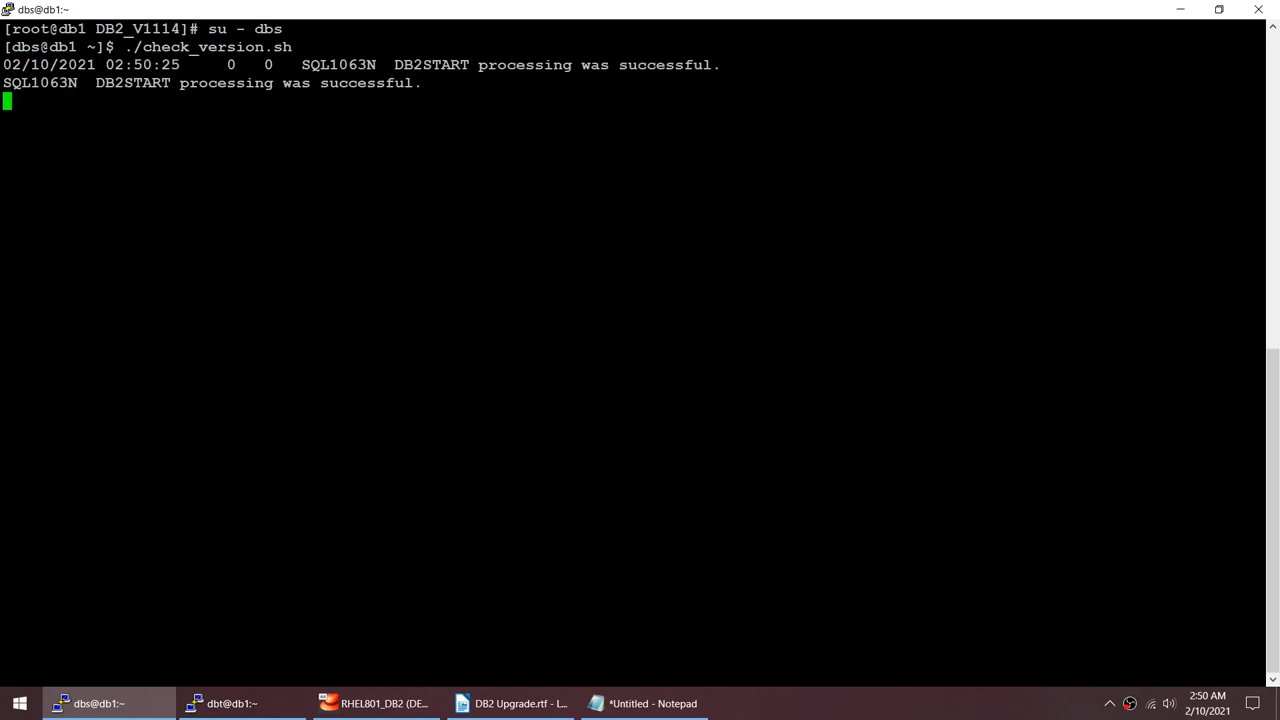 dbs@db1:~
[root@db1 DB2_V1114]# su - dbs
[dbs@db1 ~]$ ./check_version.sh
02/10/2021 02:50:25     0   0   SQL1063N  DB2START processing was successful.
SQL1063N  DB2START processing was successful.
dbs@db1:~
dbt@db1:~
RHEL801_DB2 (DE...
DB2 Upgrade.rtf - L...
*Untitled - Notepad
2:50 AM
2/10/2021